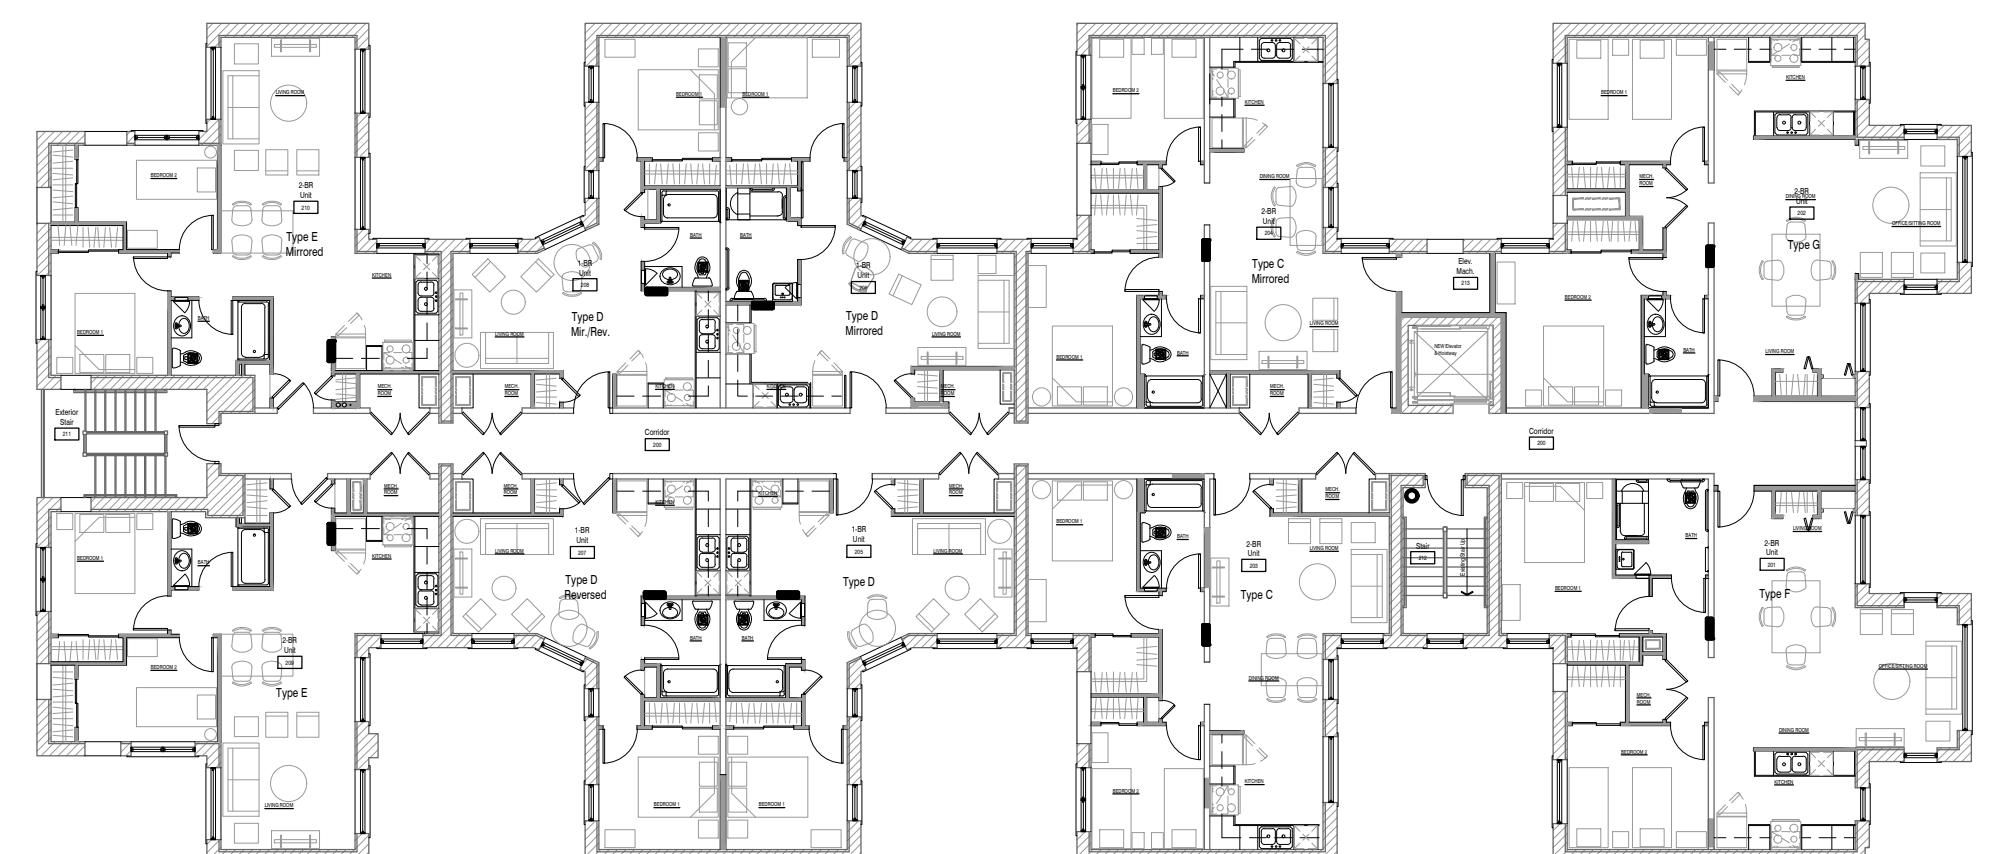 LIVING ROOM
BEDROOM 2
2-BR
Unit
210
Type E
Mirrored
KITCHEN
BEDROOM 1
BATH
MECH.
ROOM
Exterior
Stair
211
BEDROOM 1
BEDROOM 1
BATH
BATH
1-BR
Unit
208
Type D
Mir./Rev.
LIVING ROOM
MECH.
ROOM
KITCHEN
1-BR
Unit
Type D
Mirrored
LIVING ROOM
KITCHEN
MECH.
ROOM
BEDROOM 2
KITCHEN
DINING ROOM
2-BR
Unit
204
Type C
Mirrored
LIVING ROOM
BEDROOM 1
BATH
MECH.
ROOM
Elev.
Mach.
213
NEW Elevator
& Hoistway
BEDROOM 1
KITCHEN
MECH.
ROOM
2-BR
DINING ROOM
Unit
202
OFFICE/SITTING ROOM
Type G
BEDROOM 2
BATH
LIVING ROOM
Corridor
200
Corridor
200
MECH.
ROOM
BEDROOM 1
BATH
KITCHEN
BEDROOM 2
2-BR
Unit
209
Type E
LIVING ROOM
MECH.
ROOM
KITCHEN
LIVING ROOM
1-BR
Unit
207
Type D
Reversed
BATH
BEDROOM 1
KITCHEN
MECH.
ROOM
1-BR
Unit
205
LIVING ROOM
Type D
BATH
BEDROOM 1
BEDROOM 1
BATH
MECH.
ROOM
2-BR
Unit
203
LIVING ROOM
Type C
DINING ROOM
BEDROOM 2
KITCHEN
Stair
212
Existing Stair Up
BEDROOM 1
BATH
LIVING ROOM
2-BR
Unit
201
Type F
OFFICE/SITTING ROOM
MECH.
ROOM
DINING ROOM
BEDROOM 2
KITCHEN